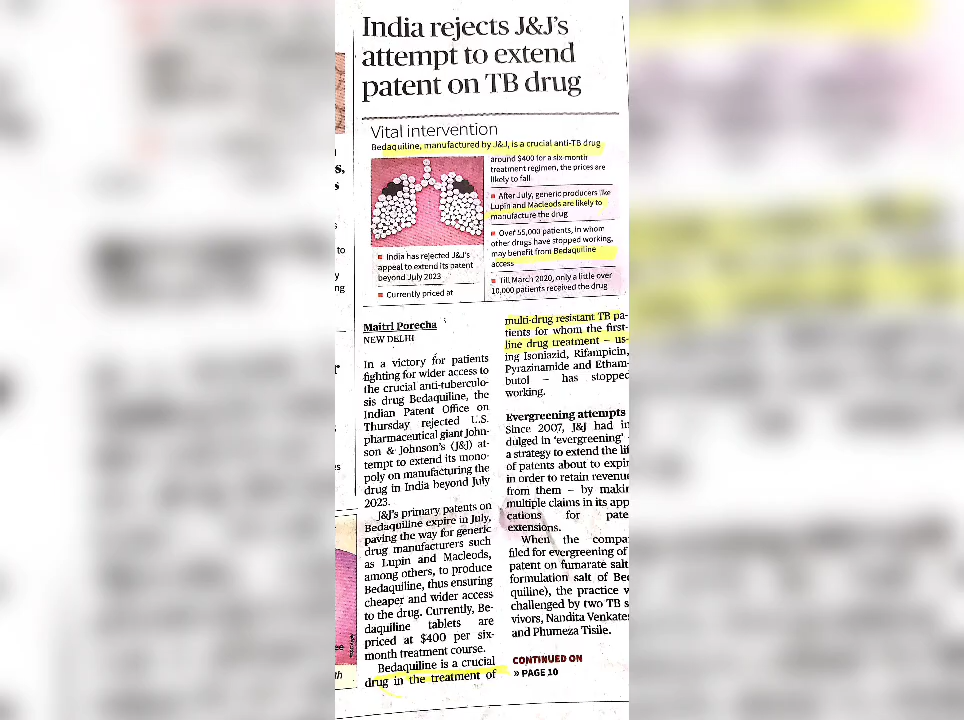 India rejects J&J's
attempt to extend
patent on TB drug
Vital intervention
Bedaquiline, manufactured by J&J, is a crucial anti-TB drug
India has rejected J&J's
appeal to extend its patent
beyond July 2023
Currently priced at
around $400 for a six-month
treatment regimen, the prices are
likely to fall
After July, generic producers like
Lupin and Macleods are likely to
manufacture the drug
Over 55,000 patients, in whom
other drugs have stopped working,
may benefit from Bedaquiline
access
Till March 2020, only a little over
10,000 patients received the drug
Maitri Porecha
NEW DELHI
In a victory for patients
fighting for wider access to
the crucial anti-tuberculo-
sis drug Bedaquiline, the
Indian Patent Office on
Thursday rejected U.S.
pharmaceutical giant John-
son & Johnson's (J&J) at-
tempt to extend its mono-
poly on manufacturing the
drug in India beyond July
2023.
J&J's primary patents on
Bedaquiline expire in July,
paving the way for generic
drug manufacturers such
as Lupin and Macleods,
among others, to produce
Bedaquiline, thus ensuring
cheaper and wider access
to the drug. Currently, Be-
daquiline tablets are
priced at $400 per six-
month treatment course.
Bedaquiline is a crucial
drug in the treatment of
multi-drug resistant TB pa-
tients for whom the first-
line drug treatment – us-
ing Isoniazid, Rifampicin,
Pyrazinamide and Etham-
butol – has stopped
working.
Evergreening attempts
Since 2007, J&J had in
dulged in 'evergreening' -
a strategy to extend the lif
of patents about to expir
in order to retain revenue
from them – by makin
multiple claims in its app
cations for pate
extensions.
When the compa
filed for evergreening of
patent on fumarate salt
formulation salt of Bed
quiline), the practice w
challenged by two TB s
vivors, Nandita Venkate
and Phumeza Tisile.
CONTINUED ON
» PAGE 10